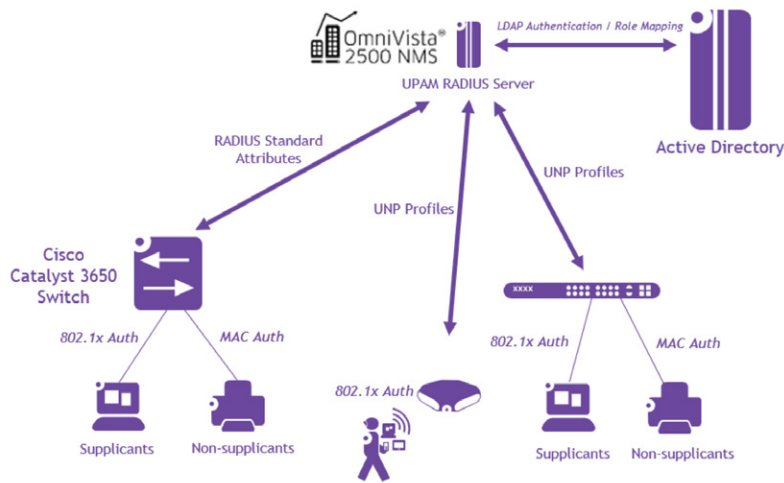 OmniVista®
2500 NMS
LDAP Authentication / Role Mapping
UPAM RADIUS Server
Active Directory
RADIUS Standard
Attributes
UNP Profiles
UNP Profiles
Cisco
Catalyst 3650
Switch
XXXX
802.1x Auth
MAC Auth
802.1x Auth
802.1x Auth
MAC Auth
Supplicants
Non-supplicants
Supplicants
Non-supplicants